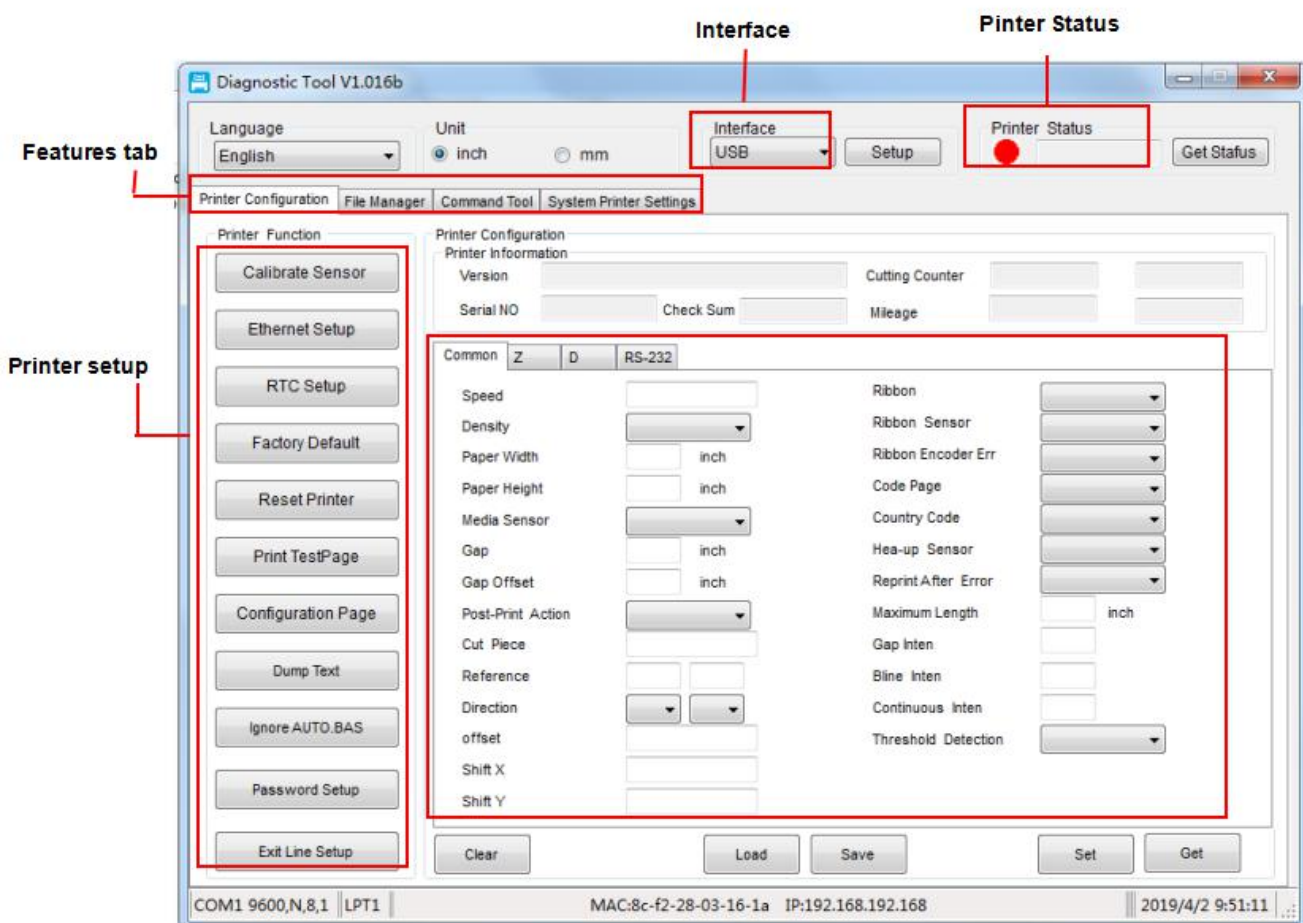 Interface
Pinter Status
Diagnostic Tool V1.016b
Language
Unit
Interface
Printer Status
English
inch
mm
USB
Setup
Get Status
Features tab
Printer Configuration
File Manager
Command Tool
System Printer Settings
Printer Function
Printer Configuration
Printer Infoormation
Calibrate Sensor
Version
Cutting Counter
Serial NO
Check Sum
Mileage
Ethernet Setup
Printer setup
RTC Setup
Factory Default
Reset Printer
Print TestPage
Configuration Page
Dump Text
Ignore AUTO.BAS
Password Setup
Exit Line Setup
Common
Z
D
RS-232
Speed
Density
Paper Width
inch
Paper Height
inch
Media Sensor
Gap
inch
Gap Offset
inch
Post-Print Action
Cut Piece
Reference
Direction
offset
Shift X
Shift Y
Ribbon
Ribbon Sensor
Ribbon Encoder Err
Code Page
Country Code
Hea-up Sensor
Reprint After Error
Maximum Length
inch
Gap Inten
Bline Inten
Continuous Inten
Threshold Detection
Clear
Load
Save
Set
Get
COM1 9600,N,8,1
LPT1
MAC:8c-f2-28-03-16-1a IP:192.168.192.168
2019/4/2 9:51:11